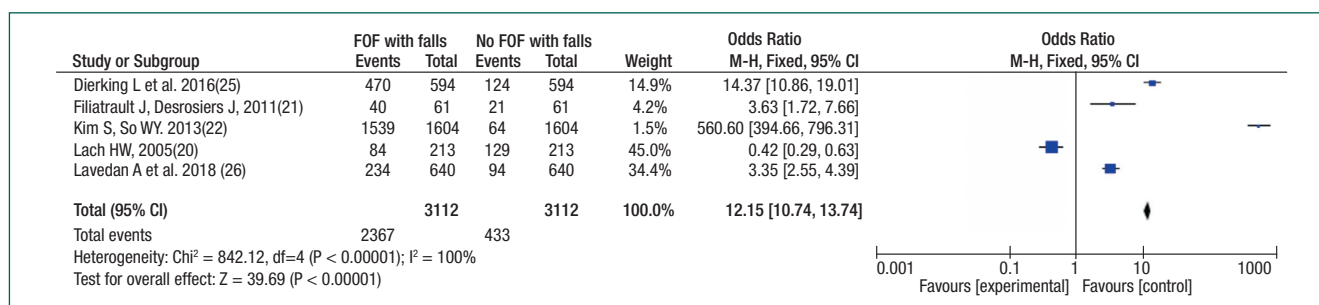 FOF with falls No FOF with falls Odds Ratio Odds Ratio
Study or Subgroup Events Total Events Total Weight M-H, Fixed, 95% CI M-H, Fixed, 95% CI
Dierking L et al. 2016(25) 470 594 124 594 14.9% 14.37 [10.86, 19.01]
Filiatrault J, Desrosiers J, 2011(21) 40 61 21 61 4.2% 3.63 [1.72, 7.66]
Kim S, So WY. 2013(22) 1539 1604 64 1604 1.5% 560.60 [394.66, 796.31]
Lach HW, 2005(20) 84 213 129 213 45.0% 0.42 [0.29, 0.63]
Lavedan A et al. 2018 (26) 234 640 94 640 34.4% 3.35 [2.55, 4.39]
Total (95% CI) 3112 3112 100.0% 12.15 [10.74, 13.74]
Total events 2367 433
Heterogeneity: Chi² = 842.12, df=4 (P < 0.00001); I² = 100%
Test for overall effect: Z = 39.69 (P < 0.00001)
0.001 0.1 1 10 1000
Favours [experimental] Favours [control]